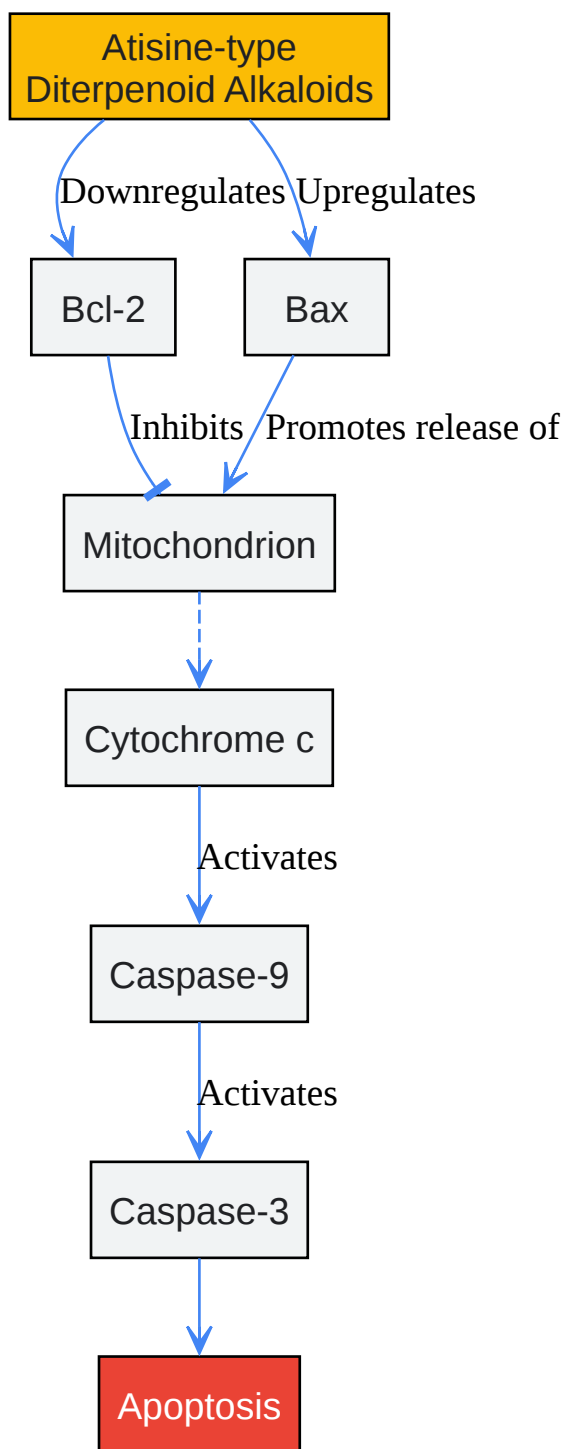 Atisine-type
Diterpenoid Alkaloids
Downregulates
Upregulates
Bcl-2
Bax
Inhibits
Promotes release of
Mitochondrion
Cytochrome c
Activates
Caspase-9
Activates
Caspase-3
Apoptosis